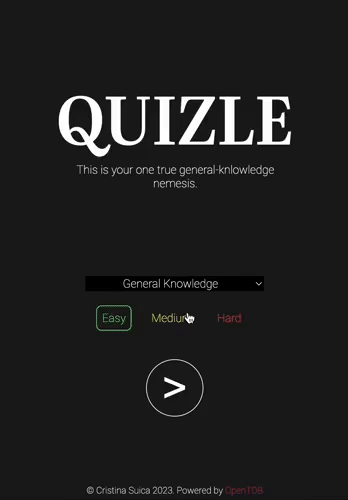 QUIZLE
This is your one true general-knlowledge
nemesis.
General Knowledge
Easy Medium Hard
>
© Cristina Suica 2023. Powered by OpenTDB